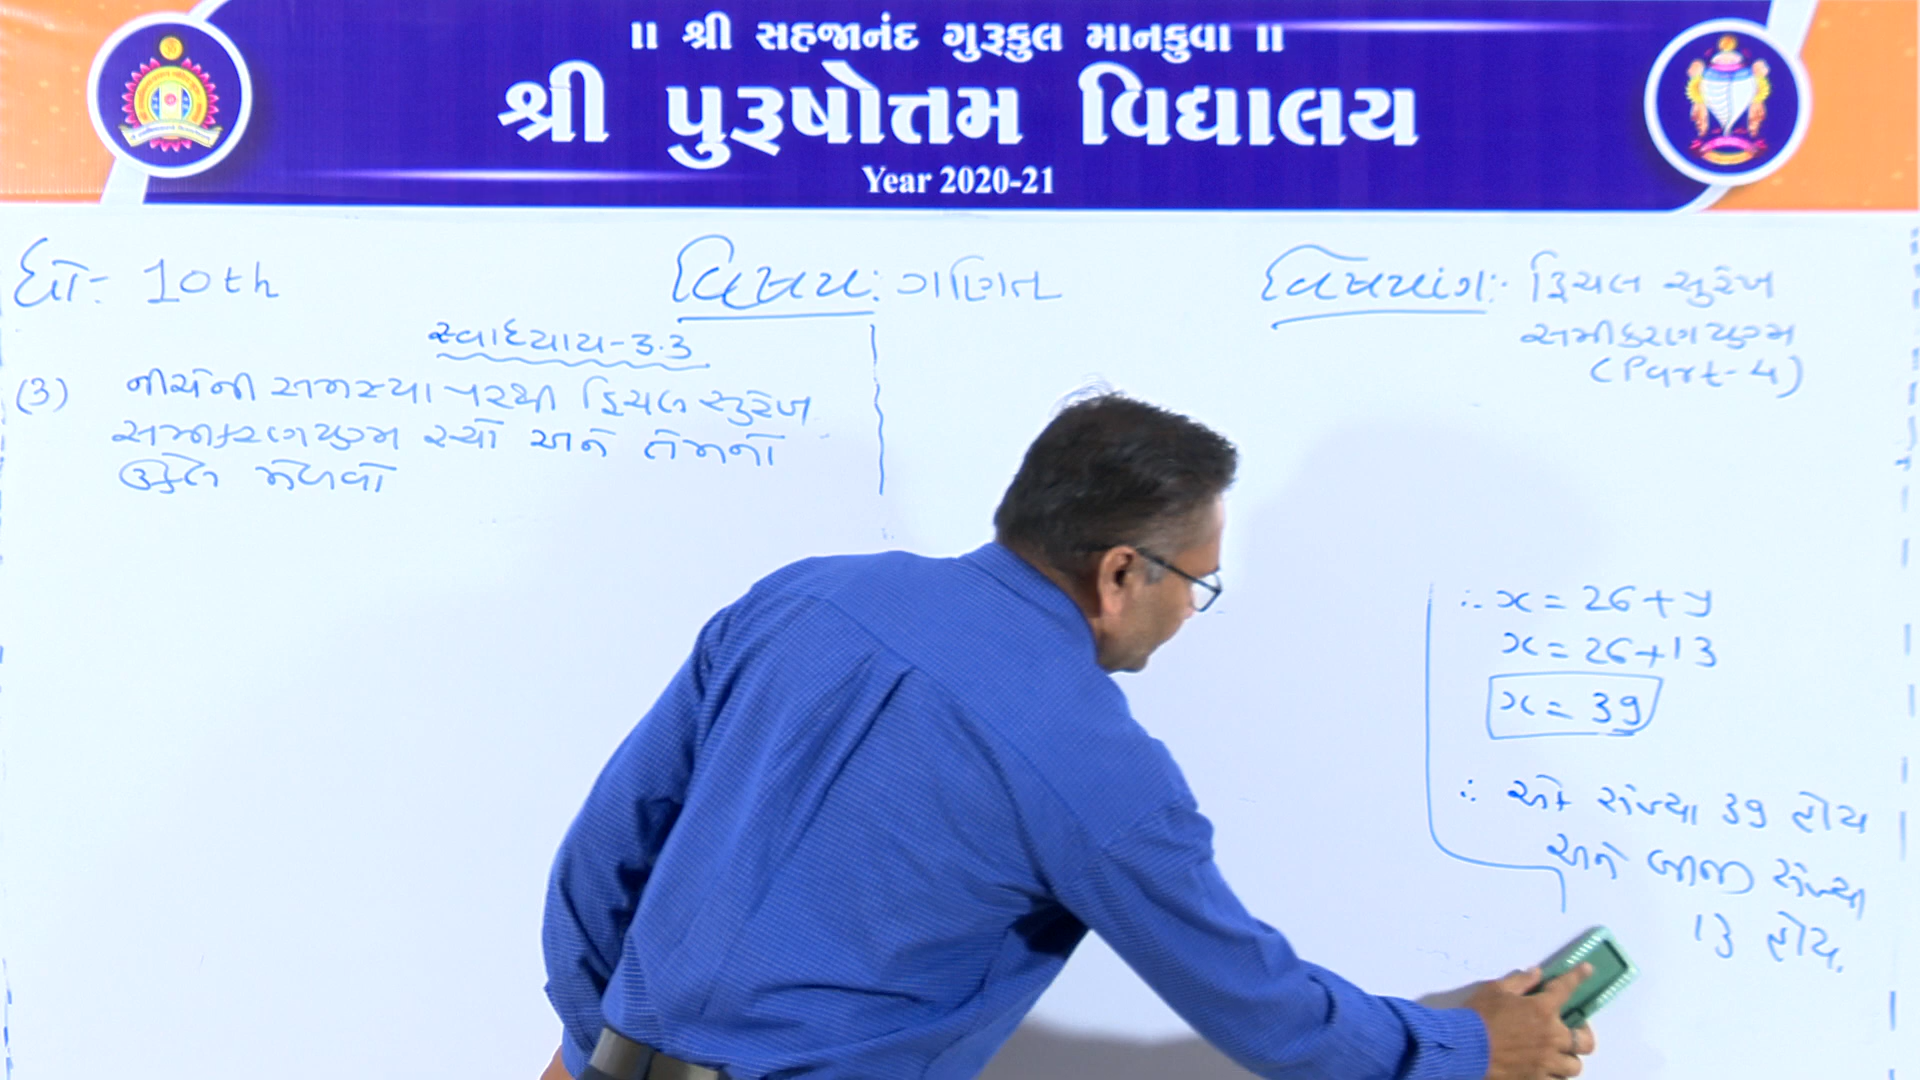 ॥ શ્રી સહજાનંદ ગુરૂકુલ માનકુવા ॥
શ્રી પુરૂષોત્તમ વિદ્યાલય
Year 2020-21
ધો:- 10th
વિષય: ગણિત
વિષયાંગ:- દ્વિચલ સુરેખ
સમીકરણયુગ્મ
(Part-4)
સ્વાધ્યાય-3.3
(3) નીચેની સમસ્યા પરથી દ્વિચલ સુરેખ
સમીકરણયુગ્મ રચો અને તેમનો
ઉકેલ મેળવો
∴ x = 26 + y
x = 26 + 13
x = 39
∴ એક સંખ્યા 39 હોય
અને બીજી સંખ્યા
13 હોય.